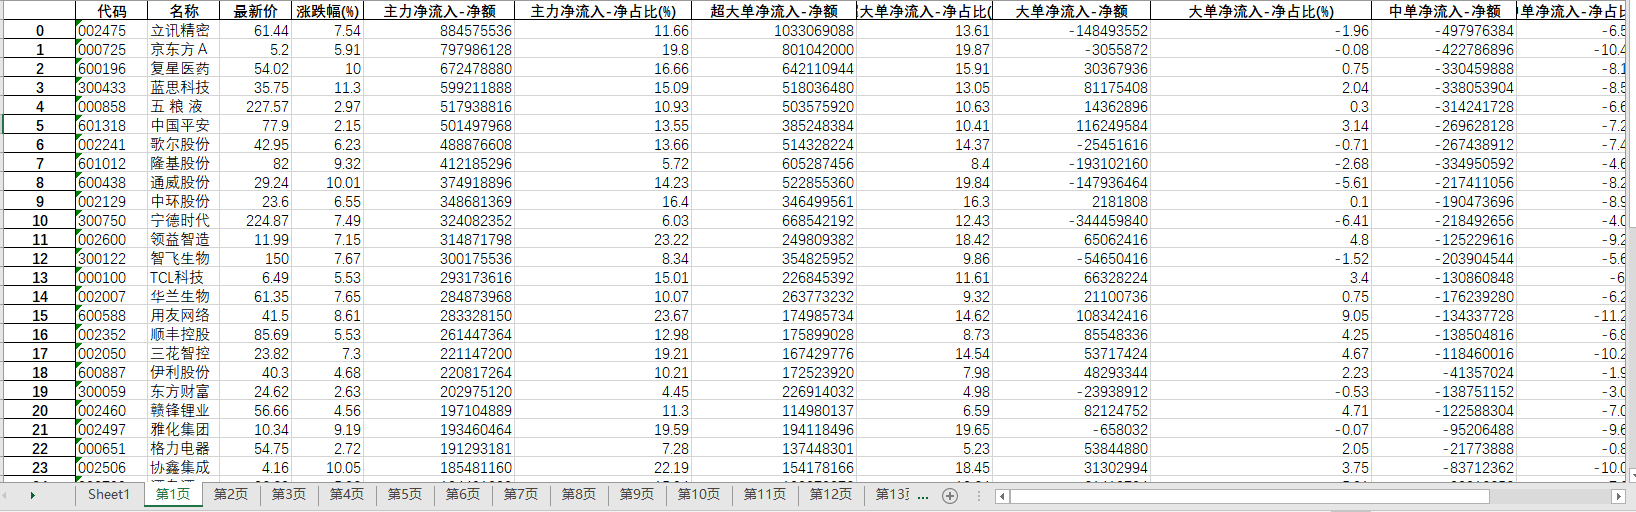 代码 名称 最新价 涨跌幅(%) 主力净流入-净额 主力净流入-净占比(%) 超大单净流入-净额 大单净流入-净占比( 大单净流入-净额 大单净流入-净占比(%) 中单净流入-净额 单净流入-净占比
0 002475 立讯精密 61.44 7.54 884575536 11.66 1033069088 13.61 -148493552 -1.96 -497976384 -6.5
1 000725 京东方A 5.2 5.91 797986128 19.8 801042000 19.87 -3055872 -0.08 -422786896 -10.4
2 600196 复星医药 54.02 10 672478880 16.66 642110944 15.91 30367936 0.75 -330459888 -8.1
3 300433 蓝思科技 35.75 11.3 599211888 15.09 518036480 13.05 81175408 2.04 -338053904 -8.5
4 000858 五 粮 液 227.57 2.97 517938816 10.93 503575920 10.63 14362896 0.3 -314241728 -6.6
5 601318 中国平安 77.9 2.15 501497968 13.55 385248384 10.41 116249584 3.14 -269628128 -7.2
6 002241 歌尔股份 42.95 6.23 488876608 13.66 514328224 14.37 -25451616 -0.71 -267438912 -7.4
7 601012 隆基股份 82 9.32 412185296 5.72 605287456 8.4 -193102160 -2.68 -334950592 -4.6
8 600438 通威股份 29.24 10.01 374918896 14.23 522855360 19.84 -147936464 -5.61 -217411056 -8.2
9 002129 中环股份 23.6 6.55 348681369 16.4 346499561 16.3 2181808 0.1 -190473696 -8.9
10 300750 宁德时代 224.87 7.49 324082352 6.03 668542192 12.43 -344459840 -6.41 -218492656 -4.0
11 002600 领益智造 11.99 7.15 314871798 23.22 249809382 18.42 65062416 4.8 -125229616 -9.2
12 300122 智飞生物 150 7.67 300175536 8.34 354825952 9.86 -54650416 -1.52 -203904544 -5.6
13 000100 TCL科技 6.49 5.53 293173616 15.01 226845392 11.61 66328224 3.4 -130860848 -6
14 002007 华兰生物 61.35 7.65 284873968 10.07 263773232 9.32 21100736 0.75 -176239280 -6.2
15 600588 用友网络 41.5 8.61 283328150 23.67 174985734 14.62 108342416 9.05 -134337728 -11.2
16 002352 顺丰控股 85.69 5.53 261447364 12.98 175899028 8.73 85548336 4.25 -138504816 -6.8
17 002050 三花智控 23.82 7.3 221147200 19.21 167429776 14.54 53717424 4.67 -118460016 -10.2
18 600887 伊利股份 40.3 4.68 220817264 10.21 172523920 7.98 48293344 2.23 -41357024 -1.9
19 300059 东方财富 24.62 2.63 202975120 4.45 226914032 4.98 -23938912 -0.53 -138751152 -3.0
20 002460 赣锋锂业 56.66 4.56 197104889 11.3 114980137 6.59 82124752 4.71 -122588304 -7.0
21 002497 雅化集团 10.34 9.19 193460464 19.59 194118496 19.65 -658032 -0.07 -95206488 -9.6
22 000651 格力电器 54.75 2.72 191293181 7.28 137448301 5.23 53844880 2.05 -21773888 -0.8
23 002506 协鑫集成 4.16 10.05 185481160 22.19 154178166 18.45 31302994 3.75 -83712362 -10.0
Sheet1 第1页 第2页 第3页 第4页 第5页 第6页 第7页 第8页 第9页 第10页 第11页 第12页 第13 ...